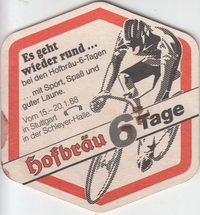 Es geht
wieder rund...
bei den Hofbräu-6-Tagen
... mit Sport, Spaß und
guter Laune.
Vom 15-20.1.88
in Stuttgart
in der Schleyer-Halle.
Hofbräu 6 Tage